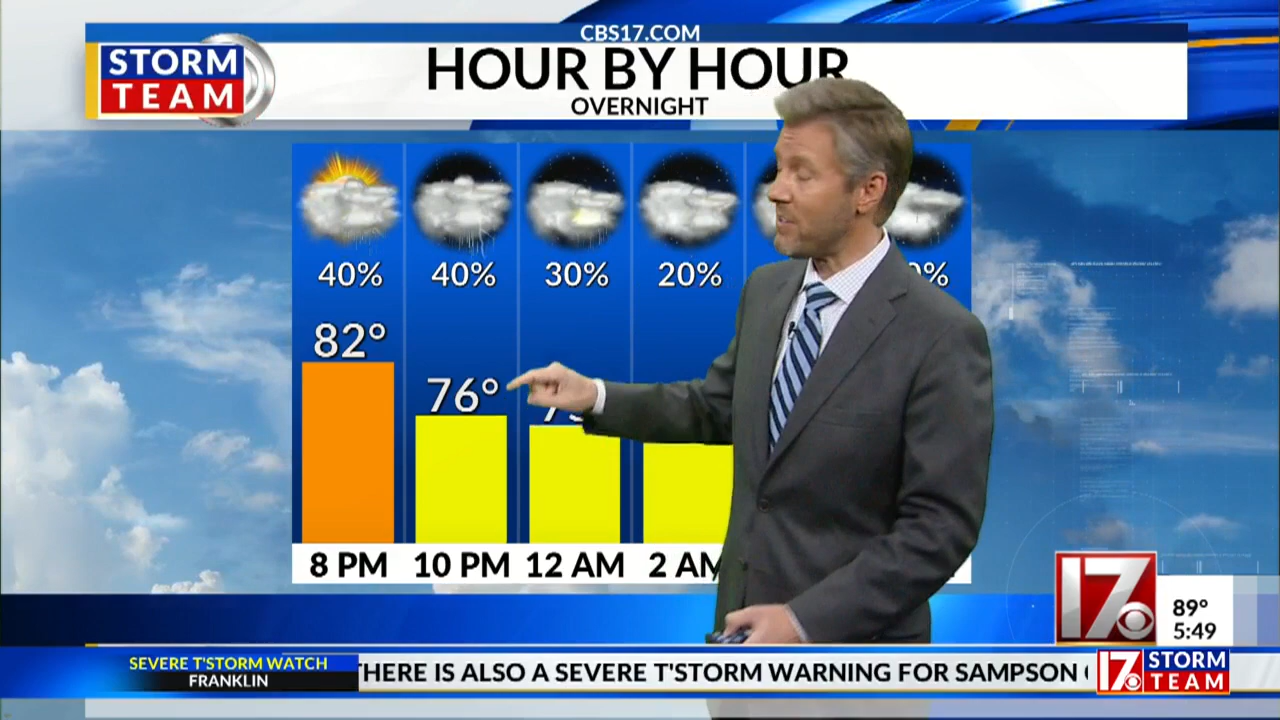 CBS17.COM
STORM
TEAM
HOUR BY HOUR
OVERNIGHT
40% 40% 30% 20%
82°
76°
8 PM 10 PM 12 AM 2 AM
17
89°
5:49
SEVERE T'STORM WATCH
FRANKLIN
THERE IS ALSO A SEVERE T'STORM WARNING FOR SAMPSON
17 STORM
TEAM